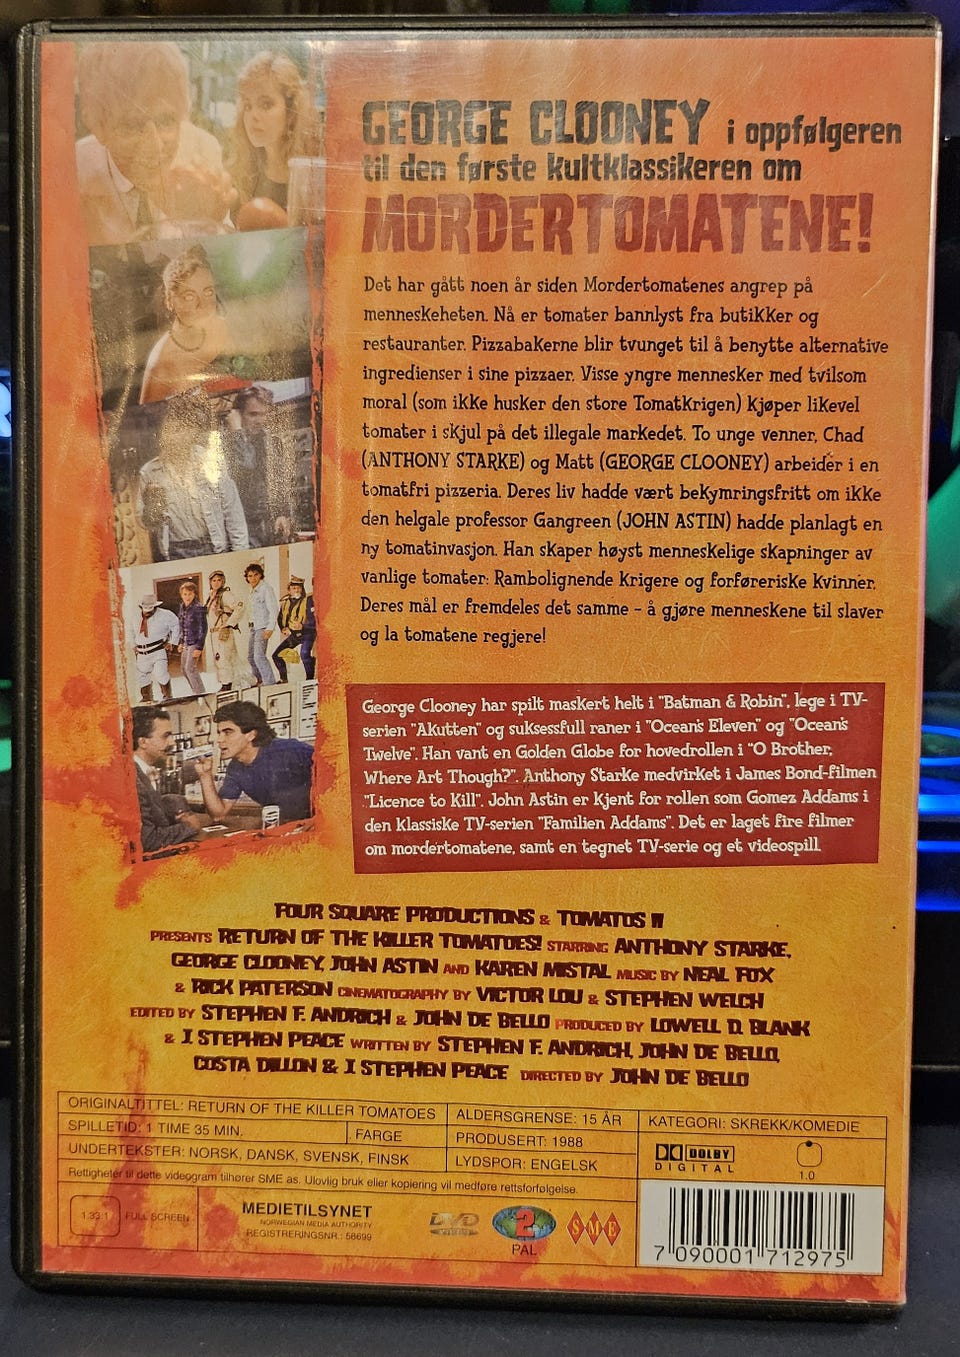 GEORGE CLOONEY i oppfølgeren
til den første kultklassikeren om
MORDERTOMATENE!
Det har gått noen år siden Mordertomatenes angrep på
menneskeheten. Nå er tomater bannlyst fra butikker og
restauranter. Pizzabakerne blir tvunget til å benytte alternative
ingredienser i sine pizzaer. Visse yngre mennesker med tvilsom
moral (som ikke husker den store Tomatkrigen) kjøper likevel
tomater i skjul på det illegale markedet. To unge venner, Chad
(ANTHONY STARKE) og Matt (GEORGE CLOONEY) arbeider i en
tomatfri pizzeria. Deres liv hadde vært bekymringsfritt om ikke
den helgale professor Gangreen (JOHN ASTIN) hadde planlagt en
ny tomatinvasjon. Han skaper høyst menneskelige skapninger av
vanlige tomater: Rambolignende krigere og forføreriske kvinner.
Deres mål er fremdeles det samme - å gjøre menneskene til slaver
og la tomatene regjere!
George Clooney har spilt maskert helt i "Batman & Robin", lege i TV-
serien "Akutten" og suksessfull raner i "Ocean's Eleven" og "Ocean's
Twelve". Han vant en Golden Globe for hovedrollen i "O Brother,
Where Art Though?". Anthony Starke medvirket i James Bond-filmen
"Licence to Kill". John Astin er kjent for rollen som Gomez Addams i
den klassiske TV-serien "Familien Addams". Det er laget fire filmer
om mordertomatene, samt en tegnet TV-serie og et videospill.
FOUR SQUARE PRODUCTIONS & TOMATOS II
PRESENTS RETURN OF THE KILLER TOMATOES! STARRING ANTHONY STARKE,
GEORGE CLOONEY, JOHN ASTIN AND KAREN MISTAL MUSIC BY NEAL FOX
& RICK PATERSON CINEMATOGRAPHY BY VICTOR LOU & STEPHEN WELCH
EDITED BY STEPHEN F. ANDRICH & JOHN DE BELLO PRODUCED BY LOWELL D. BLANK
& J. STEPHEN PEACE WRITTEN BY STEPHEN F. ANDRICH, JOHN DE BELLO,
COSTA DILLON & J. STEPHEN PEACE DIRECTED BY JOHN DE BELLO
ORIGINALTITTEL: RETURN OF THE KILLER TOMATOES
SPILLETID: 1 TIME 35 MIN.
FARGE
UNDERTEKSTER: NORSK, DANSK, SVENSK, FINSK
ALDERSGRENSE: 15 ÅR
PRODUSERT: 1988
LYDSPOR: ENGELSK
KATEGORI: SKREKK/KOMEDIE
DOLBY
DIGITAL
1.0
Rettigheter til dette videogram tilhører SME as. Ulovlig bruk eller kopiering vil medføre rettsforfølgelse.
1.33:1 FULL SCREEN
MEDIETILSYNET
NORWEGIAN MEDIA AUTHORITY
REGISTRERINGSNR.: 58699
DVD
2
PAL
SME
7 090001 712975